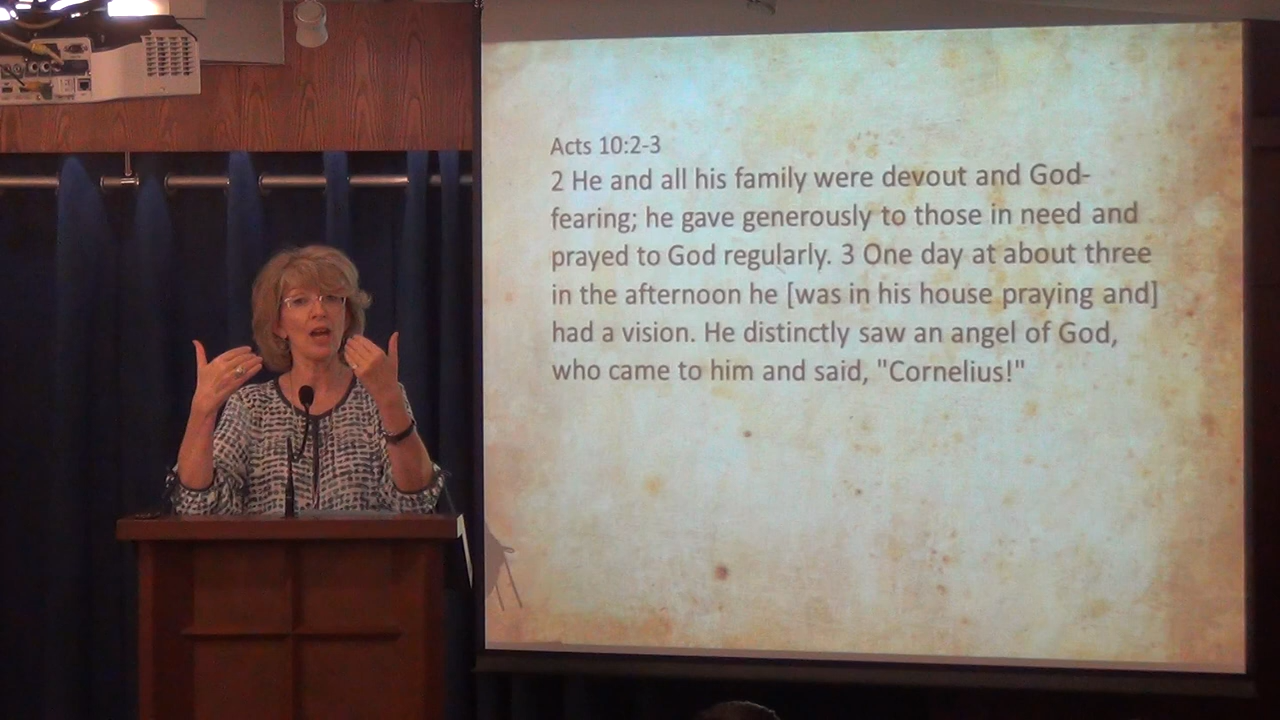 Acts 10:2-3
2 He and all his family were devout and God-
fearing; he gave generously to those in need and
prayed to God regularly. 3 One day at about three
in the afternoon he [was in his house praying and]
had a vision. He distinctly saw an angel of God,
who came to him and said, "Cornelius!"